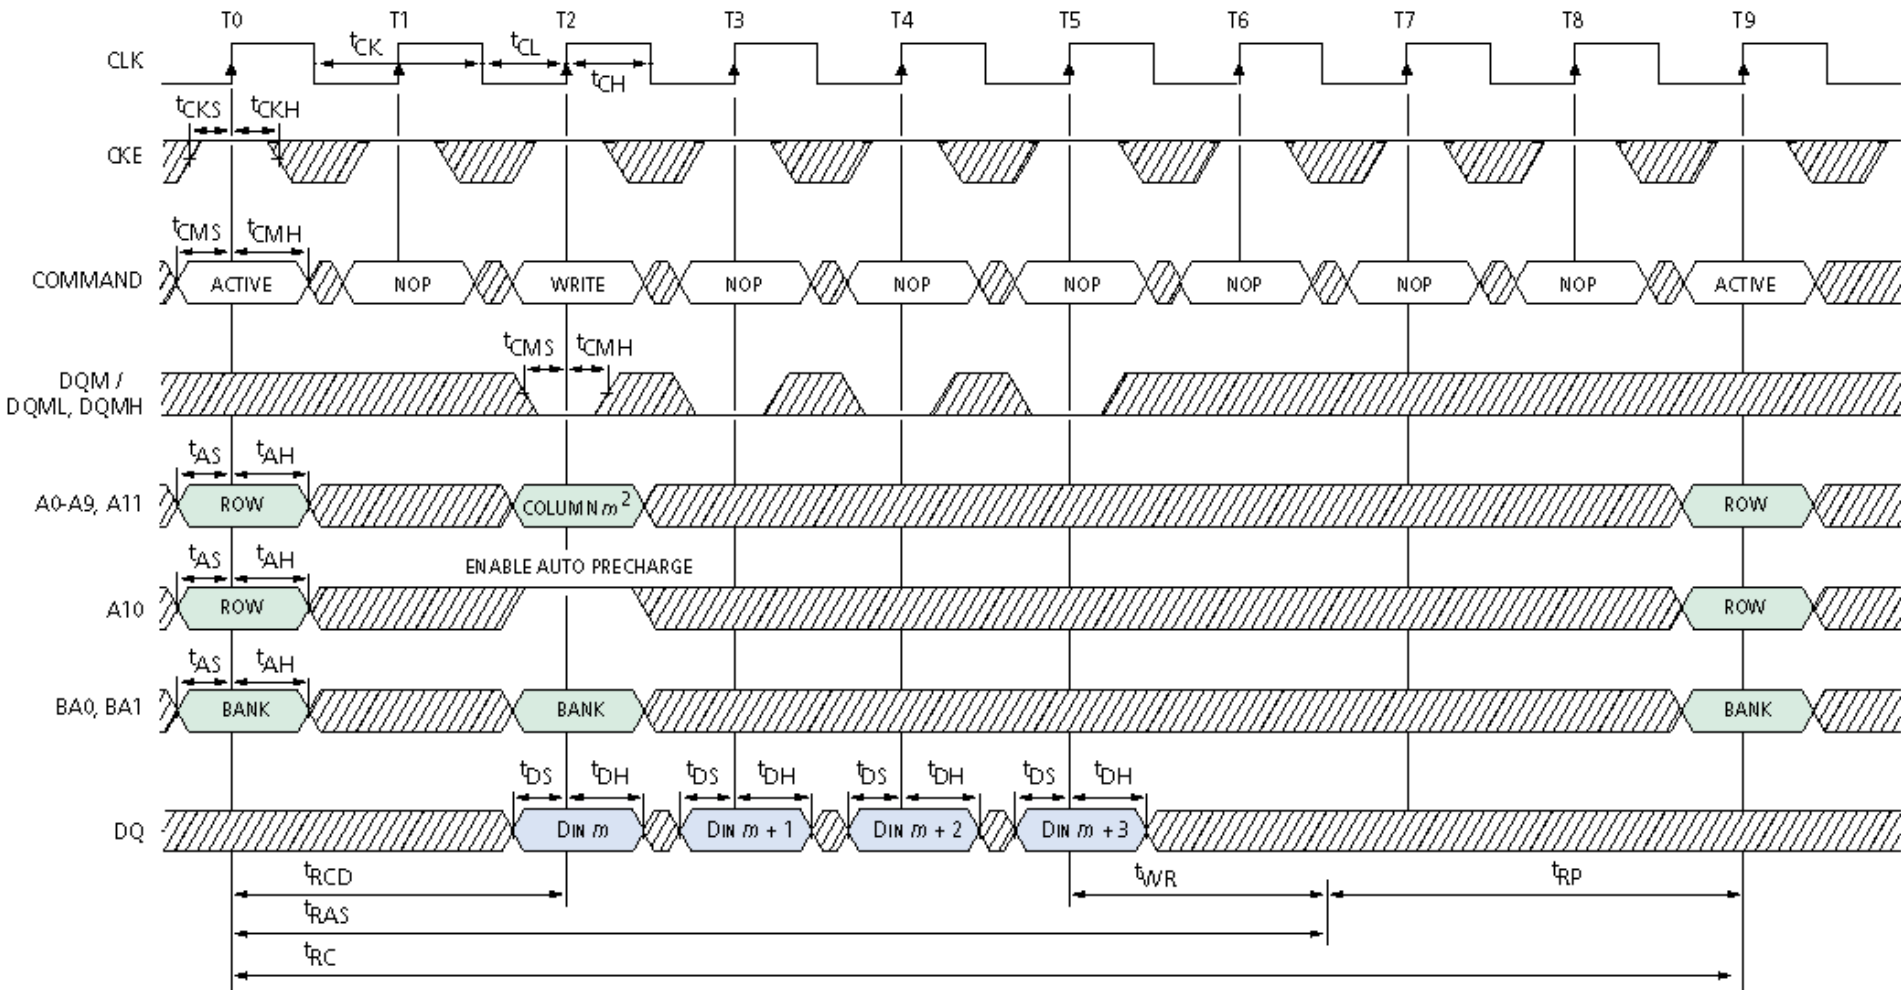 T0 T1 T2 T3 T4 T5 T6 T7 T8 T9
CLK tCK tCL tCH
tCKS tCKH
CKE
tCMS tCMH
COMMAND ACTIVE NOP WRITE NOP NOP NOP NOP NOP NOP ACTIVE
tCMS tCMH
DQM /
DQML, DQMH
tAS tAH
A0-A9, A11 ROW COLUMN m² ROW
tAS tAH
ENABLE AUTO PRECHARGE
A10 ROW ROW
tAS tAH
BA0, BA1 BANK BANK BANK
tDS tDH tDS tDH tDS tDH tDS tDH
DQ DIN m DIN m + 1 DIN m + 2 DIN m + 3
tRCD tWR tRP
tRAS
tRC